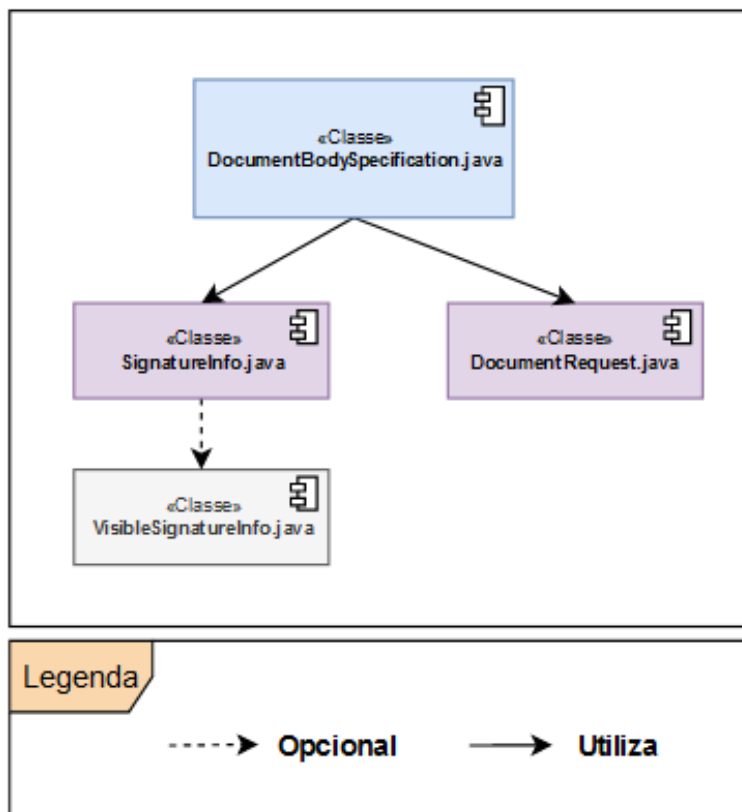 «Classe»
DocumentBodySpecification.java
«Classe»
SignatureInfo.java
«Classe»
DocumentRequest.java
«Classe»
VisibleSignatureInfo.java
Legenda
Opcional
Utiliza